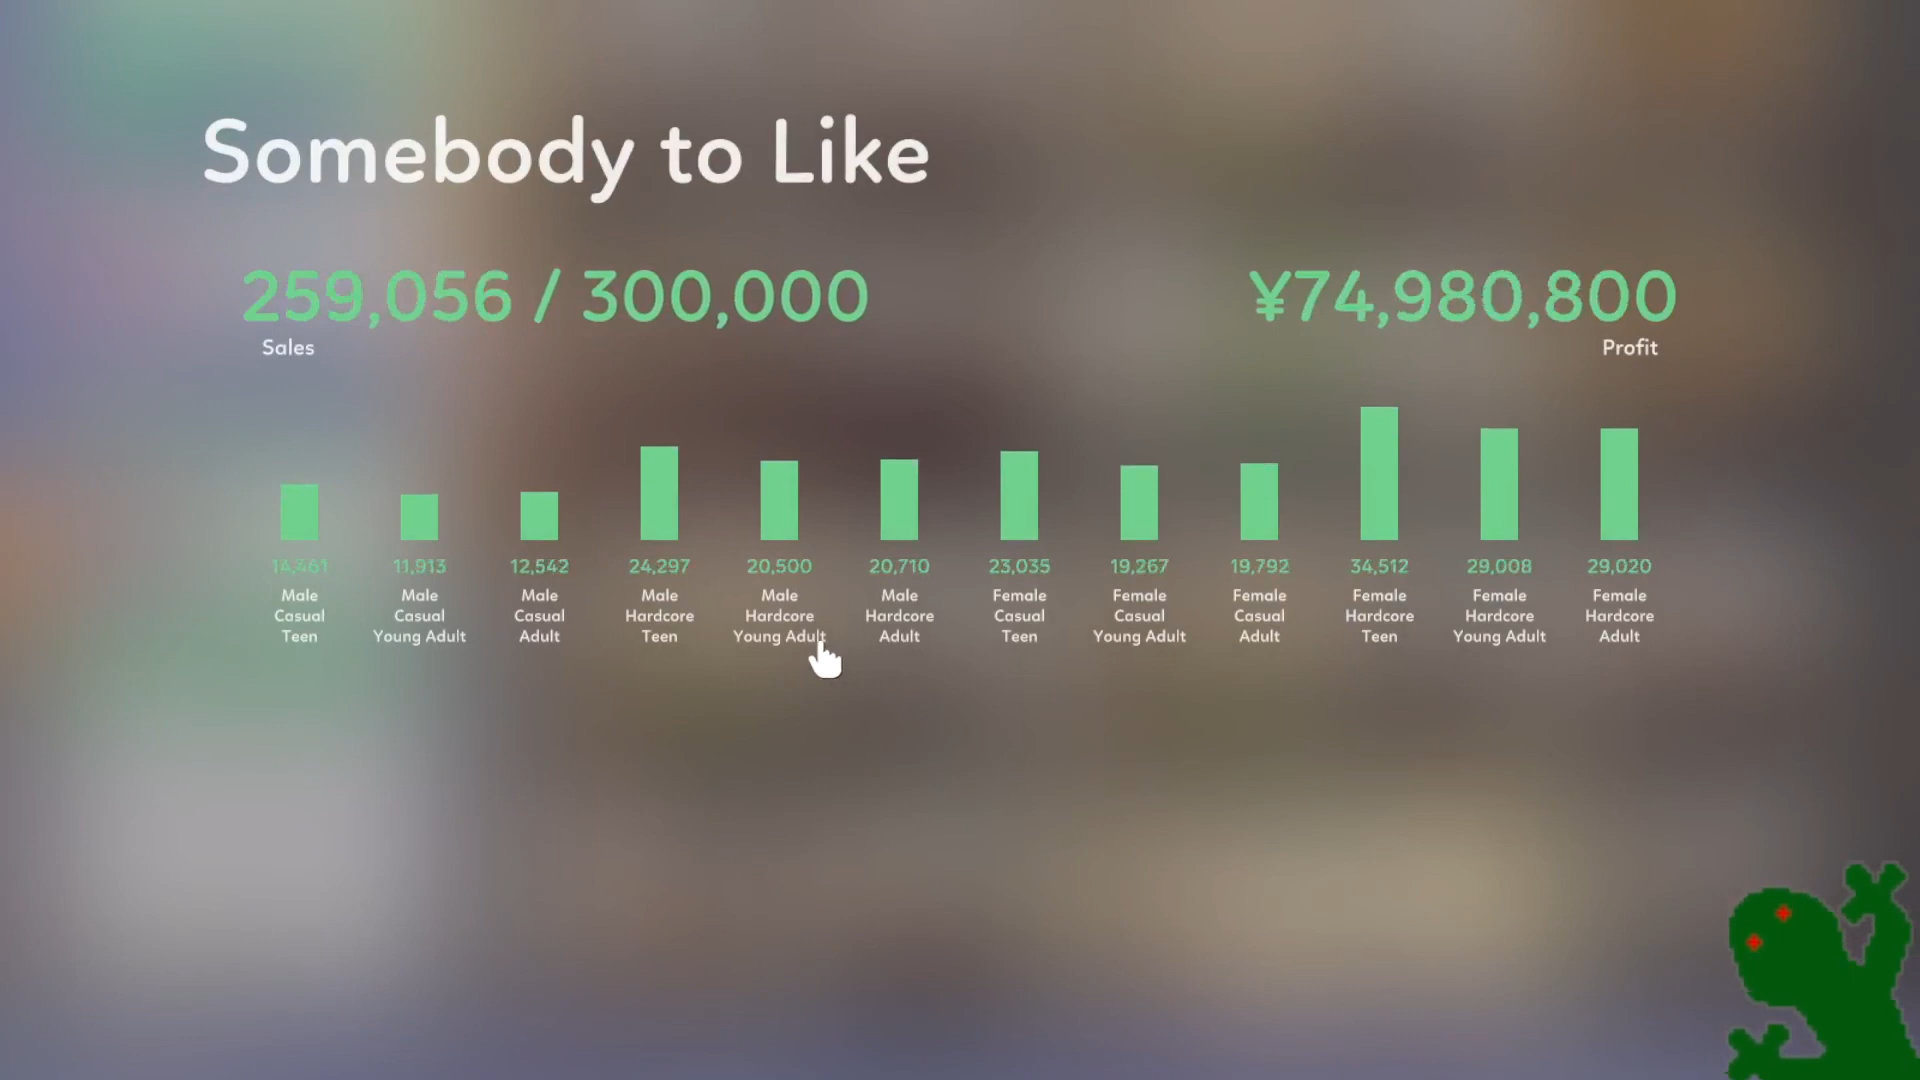 Somebody to Like
259,056 / 300,000
Sales
¥74,980,800
Profit
14,461
Male
Casual
Teen
11,913
Male
Casual
Young Adult
12,542
Male
Casual
Adult
24,297
Male
Hardcore
Teen
20,500
Male
Hardcore
Young Adult
20,710
Male
Hardcore
Adult
23,035
Female
Casual
Teen
19,267
Female
Casual
Young Adult
19,792
Female
Casual
Adult
34,512
Female
Hardcore
Teen
29,008
Female
Hardcore
Young Adult
29,020
Female
Hardcore
Adult